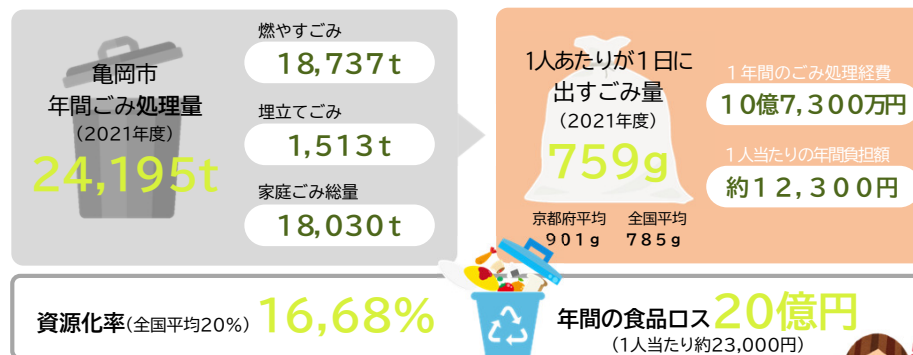 亀岡市
年間ごみ処理量
(2021年度)
24,195t
燃やすごみ
18,737t
埋立てごみ
1,513t
家庭ごみ総量
18,030t
1人あたりが1日に
出すごみ量
(2021年度)
759g
京都府平均 全国平均
901g 785g
1年間のごみ処理経費
10億7,300万円
1人当たりの年間負担額
約12,300円
資源化率(全国平均20%) 16,68%
年間の食品ロス20億円
(1人当たり約23,000円)